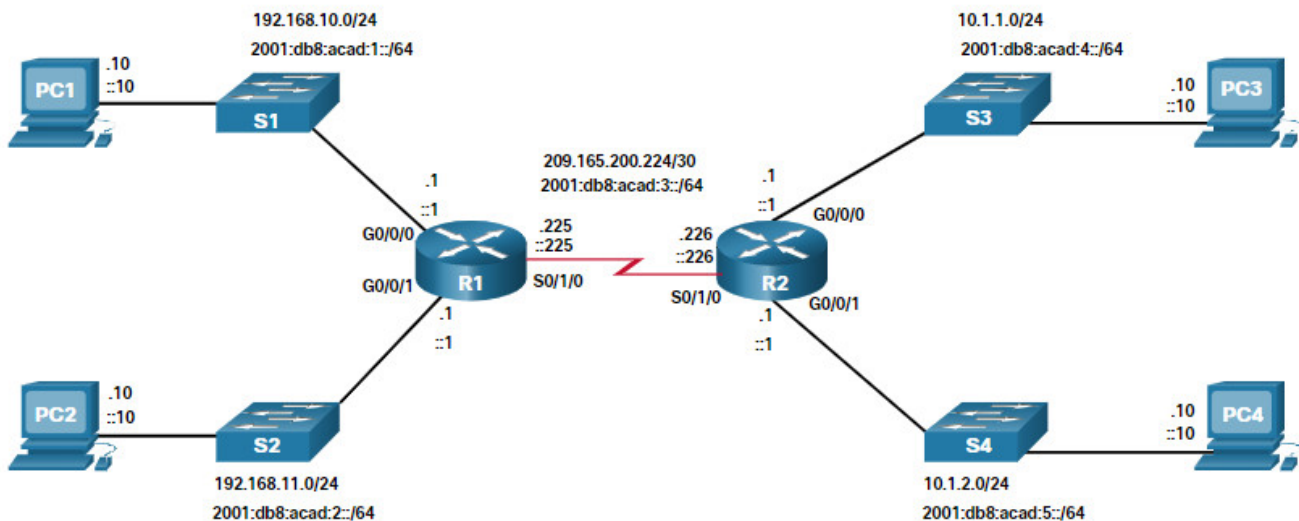 192.168.10.0/24
2001:db8:acad:1::/64
10.1.1.0/24
2001:db8:acad:4::/64
PC1
.10
::10
S1
S3
.10
::10
PC3
209.165.200.224/30
2001:db8:acad:3::/64
.1
::1
G0/0/0
.225
::225
R1
S0/1/0
G0/0/1
.1
::1
.1
::1
G0/0/0
.226
::226
R2
S0/1/0
G0/0/1
.1
::1
PC2
.10
::10
S2
S4
.10
::10
PC4
192.168.11.0/24
2001:db8:acad:2::/64
10.1.2.0/24
2001:db8:acad:5::/64